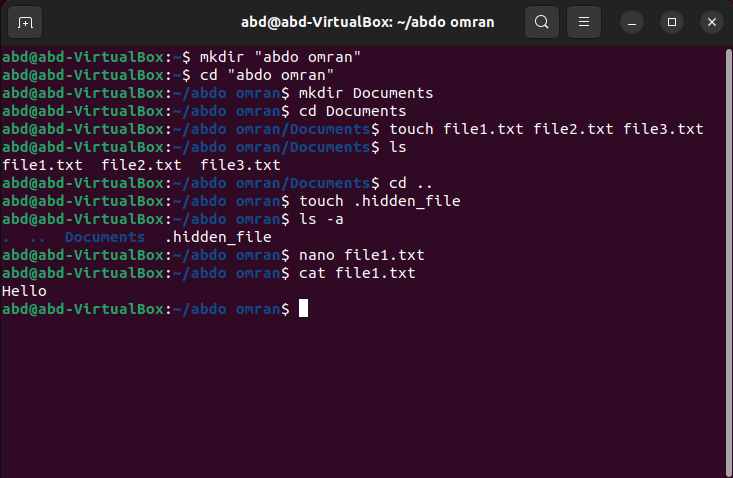 abd@abd-VirtualBox: ~/abdo omran
abd@abd-VirtualBox:~$ mkdir "abdo omran"
abd@abd-VirtualBox:~$ cd "abdo omran"
abd@abd-VirtualBox:~/abdo omran$ mkdir Documents
abd@abd-VirtualBox:~/abdo omran$ cd Documents
abd@abd-VirtualBox:~/abdo omran/Documents$ touch file1.txt file2.txt file3.txt
abd@abd-VirtualBox:~/abdo omran/Documents$ ls
file1.txt  file2.txt  file3.txt
abd@abd-VirtualBox:~/abdo omran/Documents$ cd ..
abd@abd-VirtualBox:~/abdo omran$ touch .hidden_file
abd@abd-VirtualBox:~/abdo omran$ ls -a
.  ..  Documents  .hidden_file
abd@abd-VirtualBox:~/abdo omran$ nano file1.txt
abd@abd-VirtualBox:~/abdo omran$ cat file1.txt
Hello
abd@abd-VirtualBox:~/abdo omran$